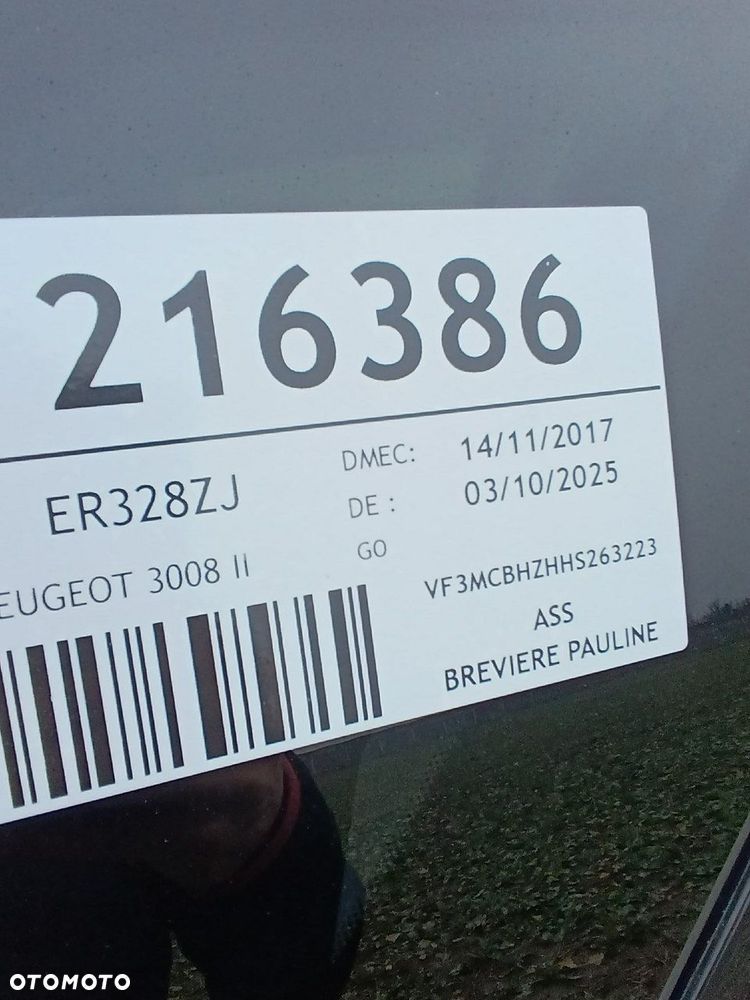 216386
ER328ZJ
DMEC: 14/11/2017
DE : 03/10/2025
EUGEOT 3008 II
GO
VF3MCBHZHHS263223
ASS
BREVIERE PAULINE
OTOMOTO